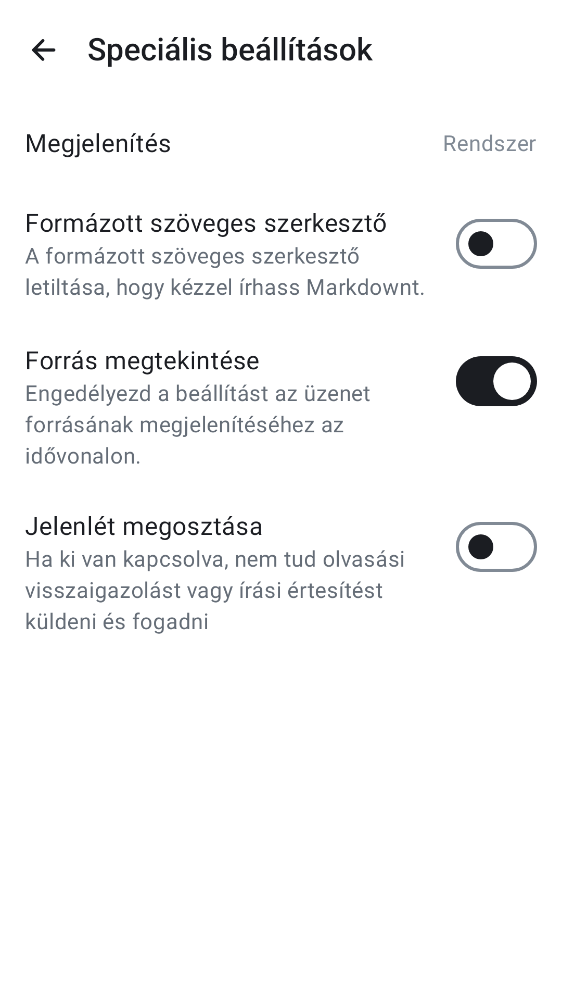 Speciális beállítások
Megjelenítés
Rendszer
Formázott szöveges szerkesztő
A formázott szöveges szerkesztő
letiltása, hogy kézzel írhass Markdownt.
Forrás megtekintése
Engedélyezd a beállítást az üzenet
forrásának megjelenítéséhez az
idővonalon.
Jelenlét megosztása
Ha ki van kapcsolva, nem tud olvasási
visszaigazolást vagy írási értesítést
küldeni és fogadni